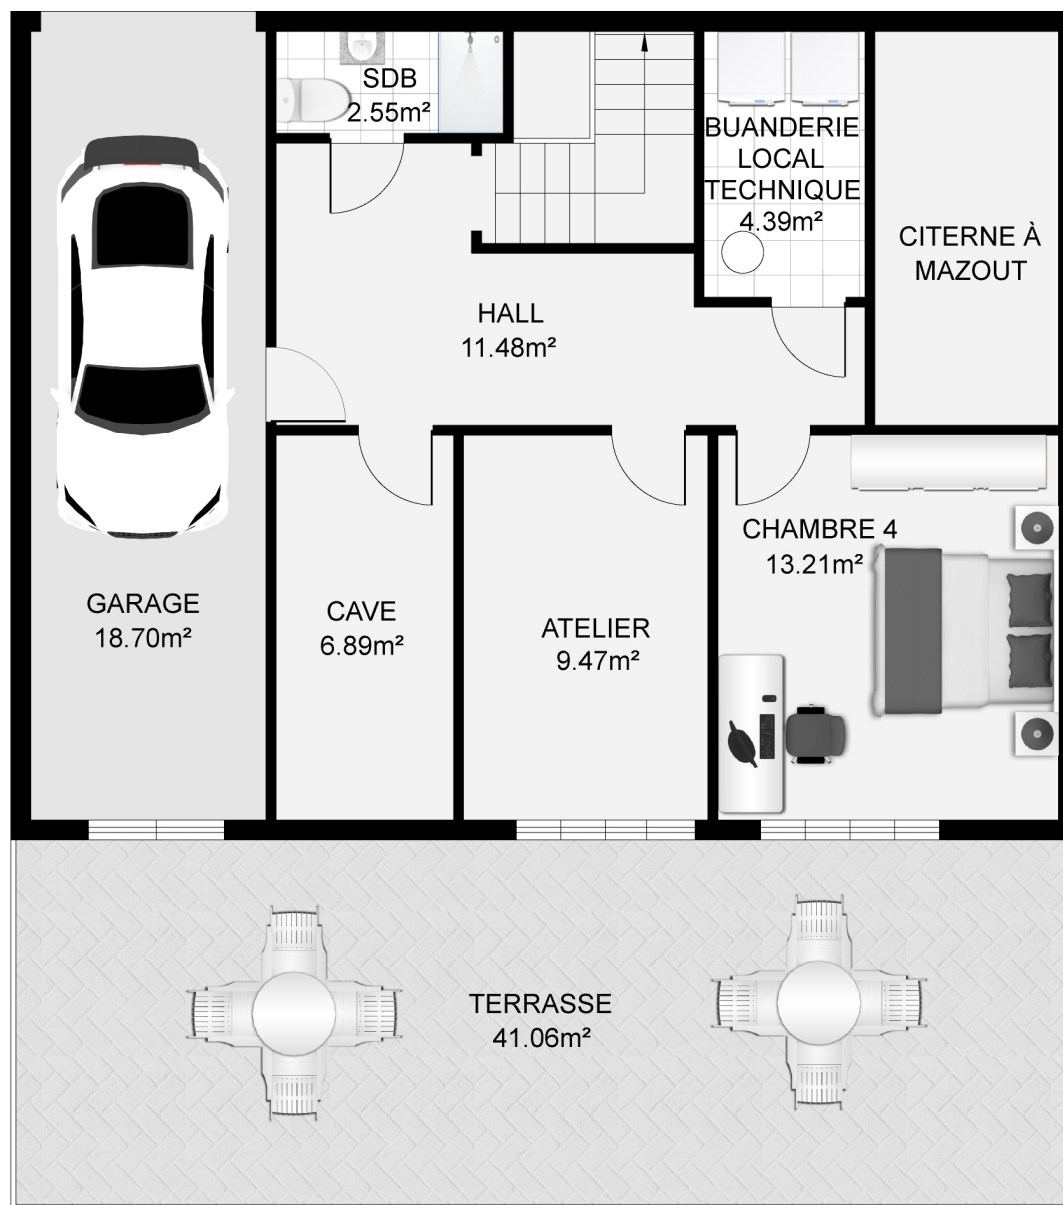 SDB
2.55m²
BUANDERIE
LOCAL
TECHNIQUE
4.39m²
CITERNE À
MAZOUT
HALL
11.48m²
CHAMBRE 4
13.21m²
GARAGE
18.70m²
CAVE
6.89m²
ATELIER
9.47m²
TERRASSE
41.06m²